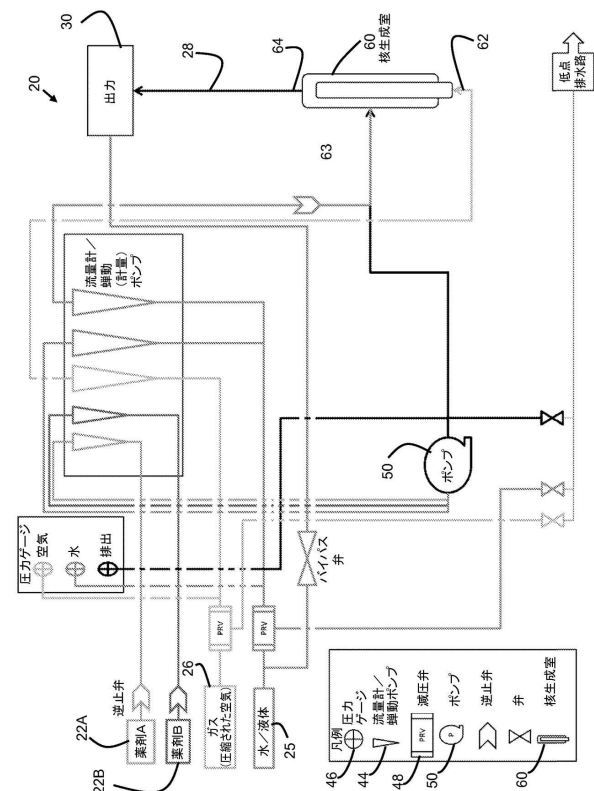 20
30
出力
28
64
60
核生成室
62
63
低点
排水路
流量計／
蠕動
（計量）
ポンプ
圧力ゲージ
空気
水
排出
50
ポンプ
バイパス
弁
PRV
PRV
逆止弁
22A
薬剤A
22B
薬剤B
26
ガス
（圧縮された空気）
水／液体
25
凡例
46
圧力
ゲージ
44
流量計／
蠕動ポンプ
48
PRV
減圧弁
50
P
ポンプ
逆止弁
弁
60
核生成室